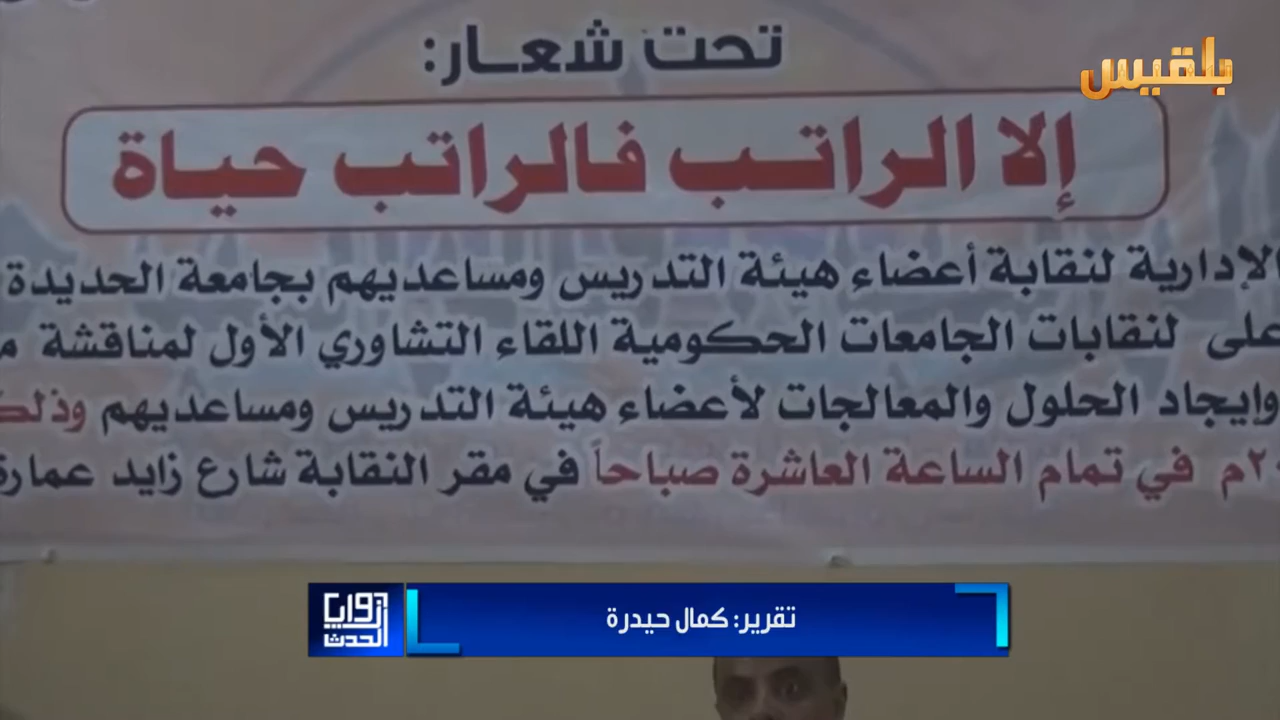 تحت شعار:
بلقيس
إلا الراتب فالراتب حياة
الإدارية لنقابة أعضاء هيئة التدريس ومساعديهم بجامعة الحديدة
على لنقابات الجامعات الحكومية اللقاء التشاوري الأول لمناقشة
وإيجاد الحلول والمعالجات لأعضاء هيئة التدريس ومساعديهم وذلك
٢٠م في تمام الساعة العاشرة صباحاً في مقر النقابة شارع زايد عمارة
زوايا الحدث
تقرير: كمال حيدرة